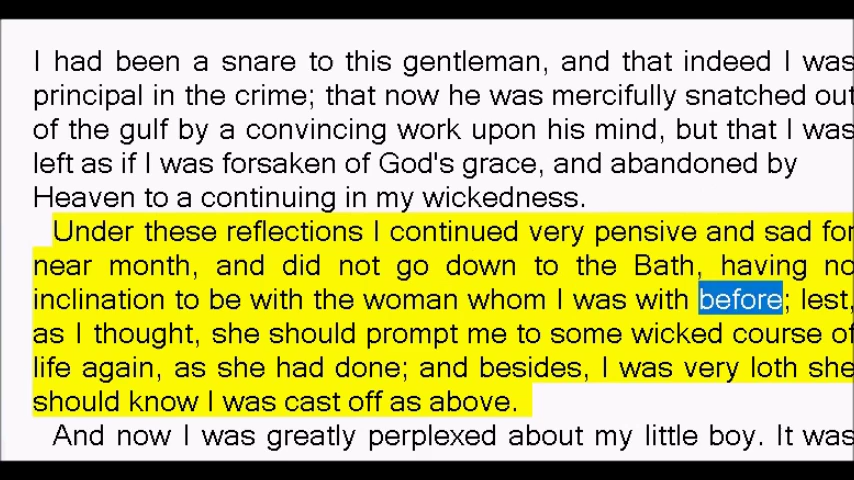 I had been a snare to this gentleman, and that indeed I was
principal in the crime; that now he was mercifully snatched out
of the gulf by a convincing work upon his mind, but that I was
left as if I was forsaken of God's grace, and abandoned by
Heaven to a continuing in my wickedness.
Under these reflections I continued very pensive and sad for
near month, and did not go down to the Bath, having no
inclination to be with the woman whom I was with before; lest,
as I thought, she should prompt me to some wicked course of
life again, as she had done; and besides, I was very loth she
should know I was cast off as above.
And now I was greatly perplexed about my little boy. It was